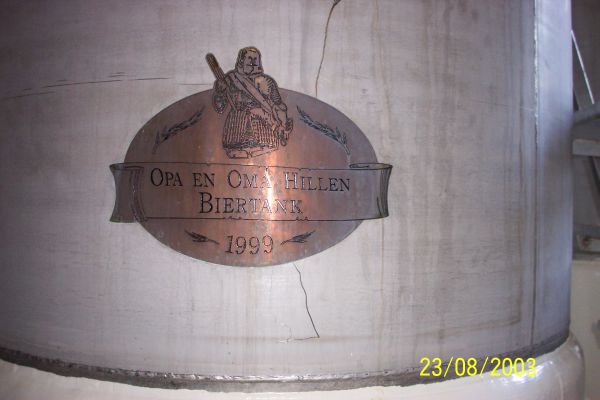 OPA EN OMA HILLEN
BIERTANK
1999
23/08/2003